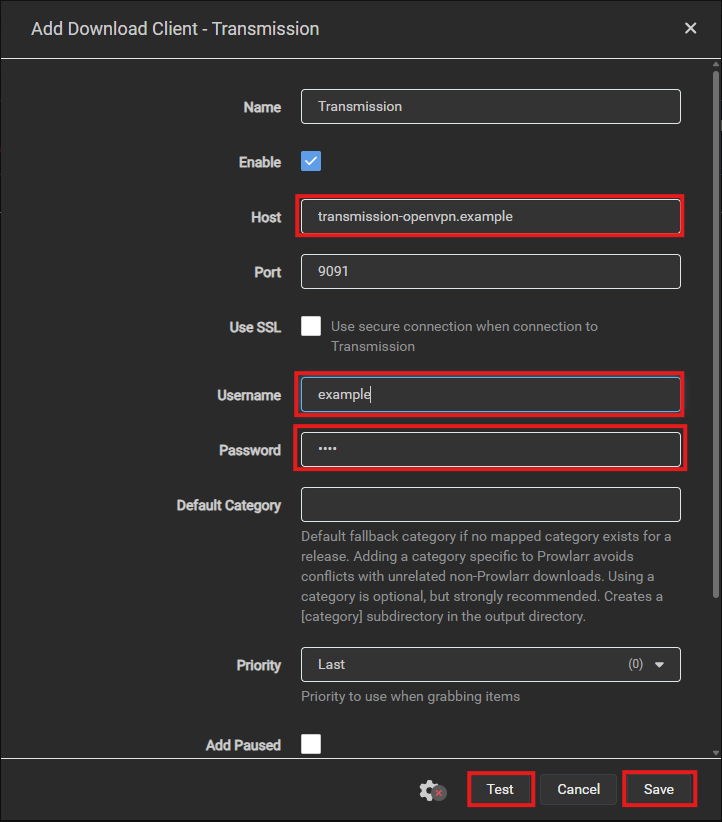 Add Download Client - Transmission
Name
Transmission
Enable
Host
transmission-openvpn.example
Port
9091
Use SSL
Use secure connection when connection to
Transmission
Username
example
Password
••••
Default Category
Default fallback category if no mapped category exists for a
release. Adding a category specific to Prowlarr avoids
conflicts with unrelated non-Prowlarr downloads. Using a
category is optional, but strongly recommended. Creates a
[category] subdirectory in the output directory.
Priority
Last (0)
Priority to use when grabbing items
Add Paused
Test Cancel Save